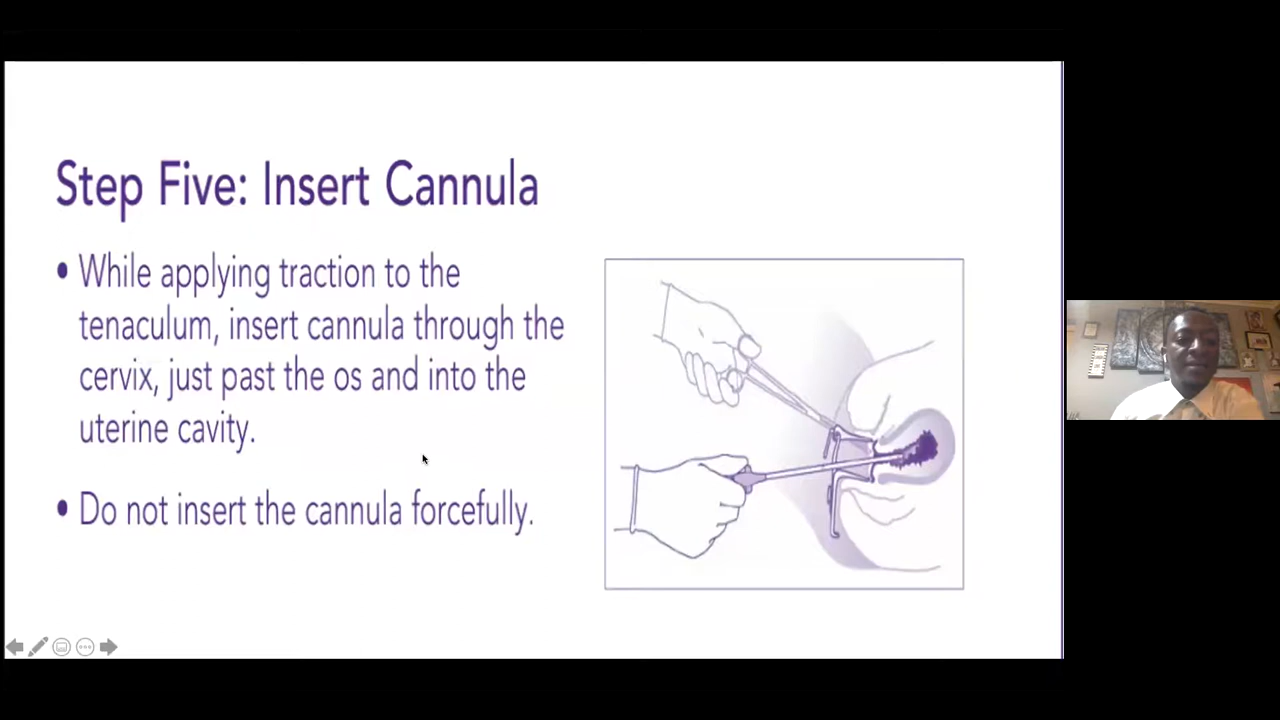 Step Five: Insert Cannula
• While applying traction to the
tenaculum, insert cannula through the
cervix, just past the os and into the
uterine cavity.
• Do not insert the cannula forcefully.